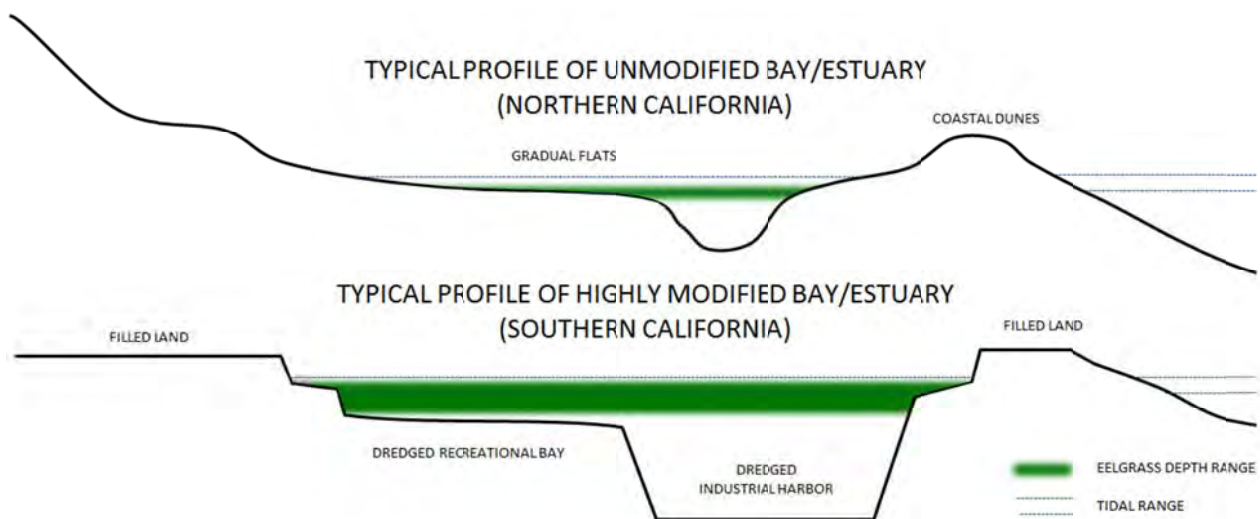 TYPICAL PROFILE OF UNMODIFIED BAY/ESTUARY
(NORTHERN CALIFORNIA)
COASTAL DUNES
GRADUAL FLATS
TYPICAL PROFILE OF HIGHLY MODIFIED BAY/ESTUARY
(SOUTHERN CALIFORNIA)
FILLED LAND
FILLED LAND
DREDGED RECREATIONAL BAY
DREDGED
INDUSTRIAL HARBOR
EELGRASS DEPTH RANGE
TIDAL RANGE